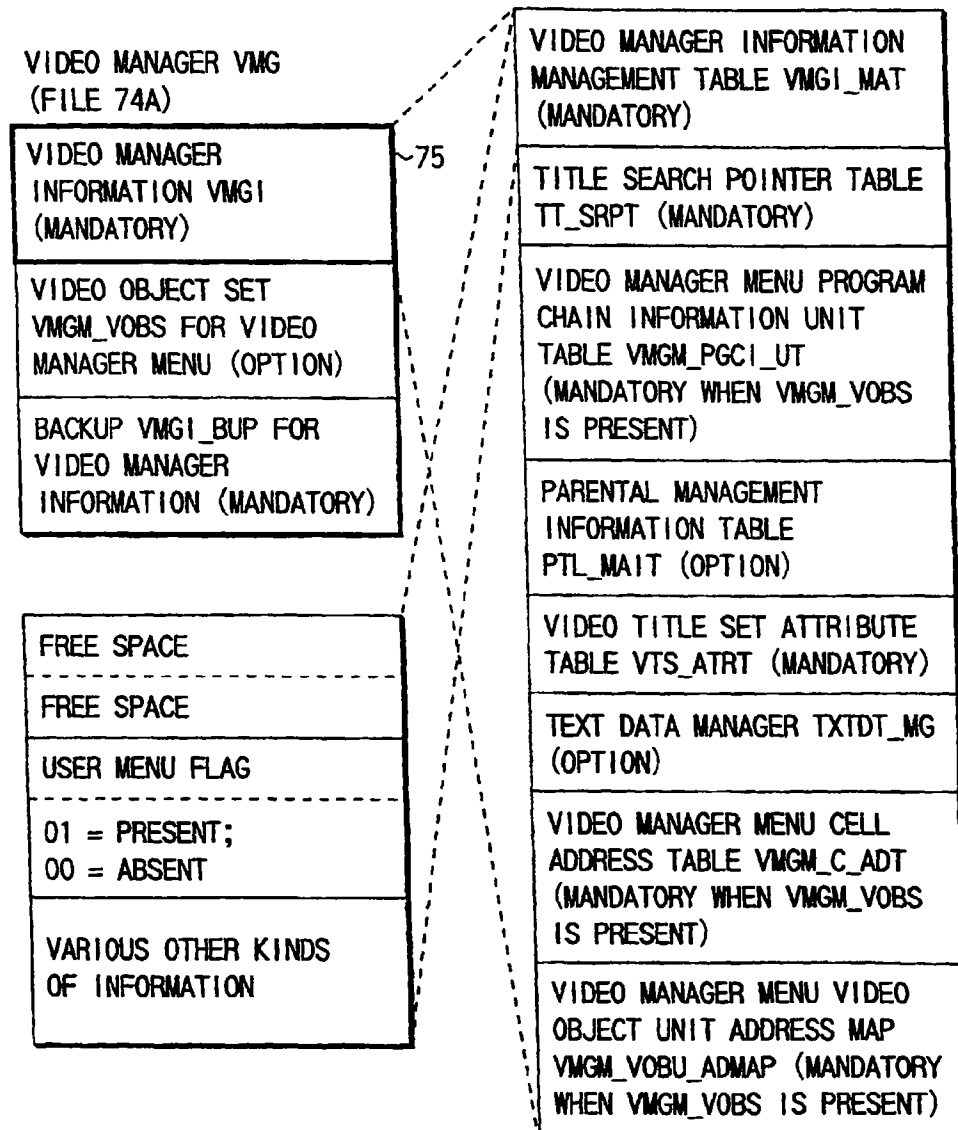 VIDEO MANAGER VMG
(FILE 74A)
VIDEO MANAGER
INFORMATION VMGI
(MANDATORY)
75
VIDEO OBJECT SET
VMGM_VOBS FOR VIDEO
MANAGER MENU (OPTION)
BACKUP VMGI_BUP FOR
VIDEO MANAGER
INFORMATION (MANDATORY)
FREE SPACE
FREE SPACE
USER MENU FLAG
01 = PRESENT;
00 = ABSENT
VARIOUS OTHER KINDS
OF INFORMATION
VIDEO MANAGER INFORMATION
MANAGEMENT TABLE VMGI_MAT
(MANDATORY)
TITLE SEARCH POINTER TABLE
TT_SRPT (MANDATORY)
VIDEO MANAGER MENU PROGRAM
CHAIN INFORMATION UNIT
TABLE VMGM_PGCI_UT
(MANDATORY WHEN VMGM_VOBS
IS PRESENT)
PARENTAL MANAGEMENT
INFORMATION TABLE
PTL_MAIT (OPTION)
VIDEO TITLE SET ATTRIBUTE
TABLE VTS_ATRT (MANDATORY)
TEXT DATA MANAGER TXTDT_MG
(OPTION)
VIDEO MANAGER MENU CELL
ADDRESS TABLE VMGM_C_ADT
(MANDATORY WHEN VMGM_VOBS
IS PRESENT)
VIDEO MANAGER MENU VIDEO
OBJECT UNIT ADDRESS MAP
VMGM_VOBU_ADMAP (MANDATORY
WHEN VMGM_VOBS IS PRESENT)